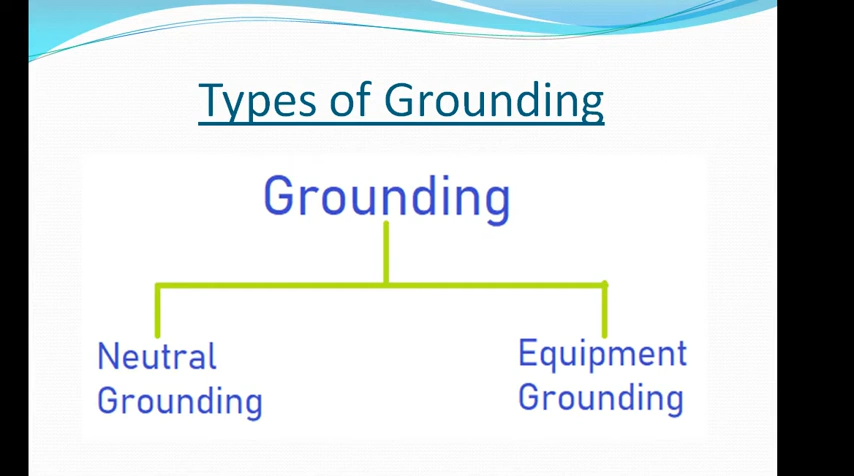 Types of Grounding
Grounding
Neutral
Grounding
Equipment
Grounding